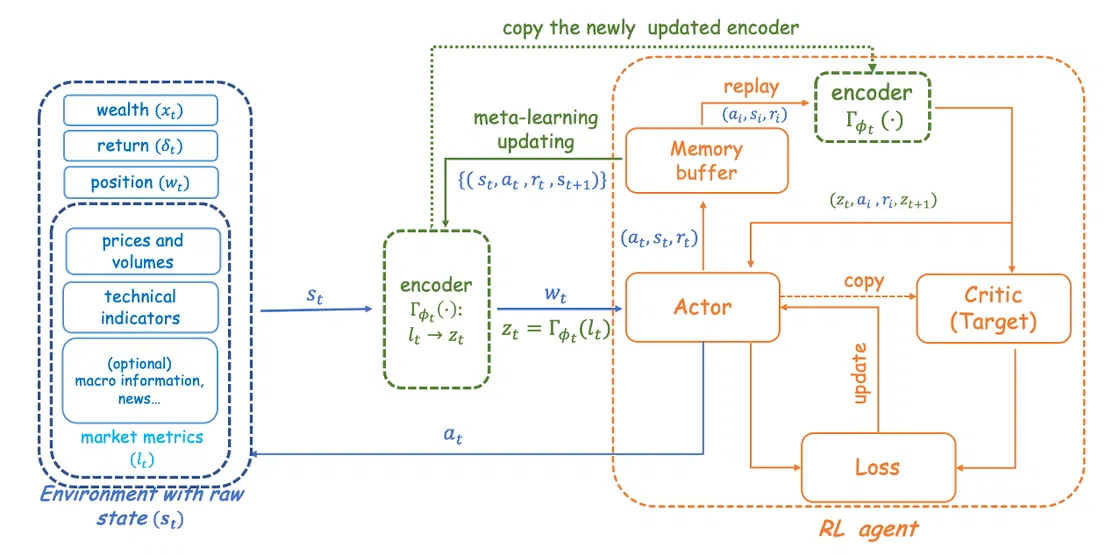 copy the newly updated encoder
wealth (x_t)
return (δ_t)
position (w_t)
prices and
volumes
technical
indicators
(optional)
macro information,
news...
market metrics
(l_t)
Environment with raw
state (s_t)
s_t
meta-learning
updating
{( s_t, a_t , r_t , s_{t+1})}
encoder
Γ_{ϕ_t}(·):
l_t → z_t
w_t
z_t = Γ_{ϕ_t}(l_t)
a_t
replay
(a_i, s_i, r_i)
encoder
Γ_{ϕ_t} (·)
Memory
buffer
(z_t, a_i , r_i, z_{t+1})
(a_t, s_t, r_t)
Actor
copy
Critic
(Target)
update
Loss
RL agent